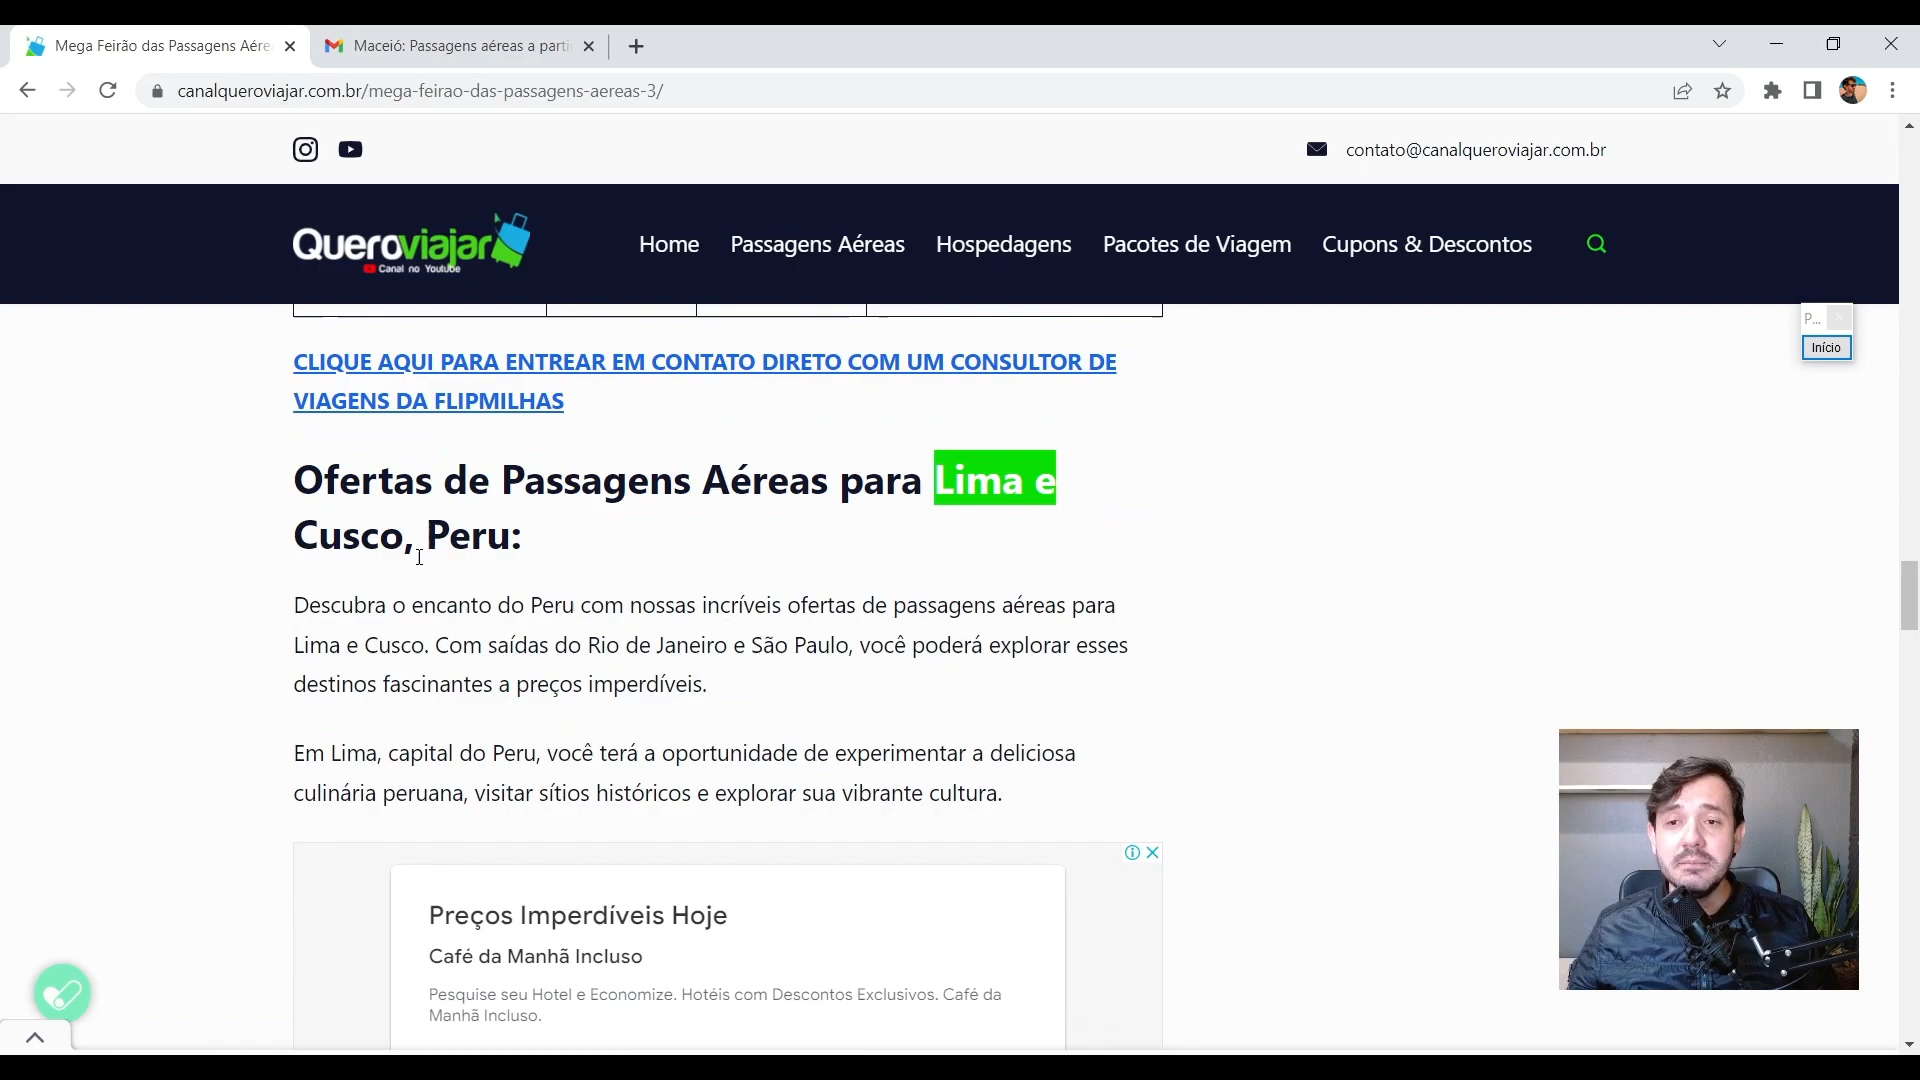 Mega Feirão das Passagens Aére
Maceió: Passagens aéreas a parti
canalqueroviajar.com.br/mega-feirao-das-passagens-aereas-3/
contato@canalqueroviajar.com.br
Queroviajar
Canal no Youtube
Home
Passagens Aéreas
Hospedagens
Pacotes de Viagem
Cupons & Descontos
P...
Início
CLIQUE AQUI PARA ENTREAR EM CONTATO DIRETO COM UM CONSULTOR DE
VIAGENS DA FLIPMILHAS
Ofertas de Passagens Aéreas para Lima e
Cusco, Peru:
Descubra o encanto do Peru com nossas incríveis ofertas de passagens aéreas para
Lima e Cusco. Com saídas do Rio de Janeiro e São Paulo, você poderá explorar esses
destinos fascinantes a preços imperdíveis.
Em Lima, capital do Peru, você terá a oportunidade de experimentar a deliciosa
culinária peruana, visitar sítios históricos e explorar sua vibrante cultura.
Preços Imperdíveis Hoje
Café da Manhã Incluso
Pesquise seu Hotel e Economize. Hotéis com Descontos Exclusivos. Café da
Manhã Incluso.